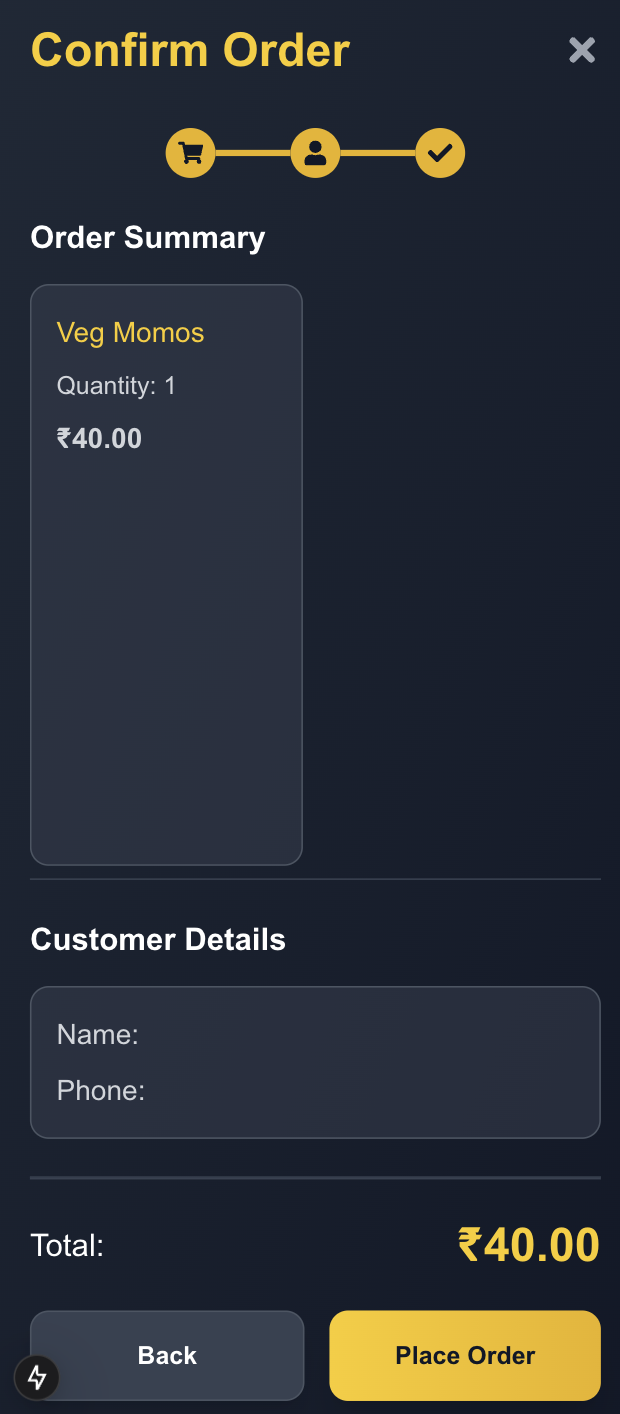 Confirm Order
Order Summary
Veg Momos
Quantity: 1
₹40.00
Customer Details
Name:
Phone:
Total:
₹40.00
Back
Place Order